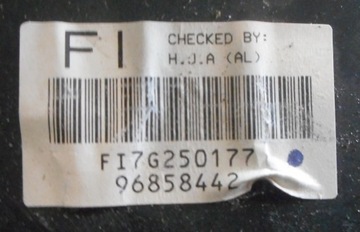 FI
CHECKED BY:
H.J.A (AL)
FI7G250177
96858442